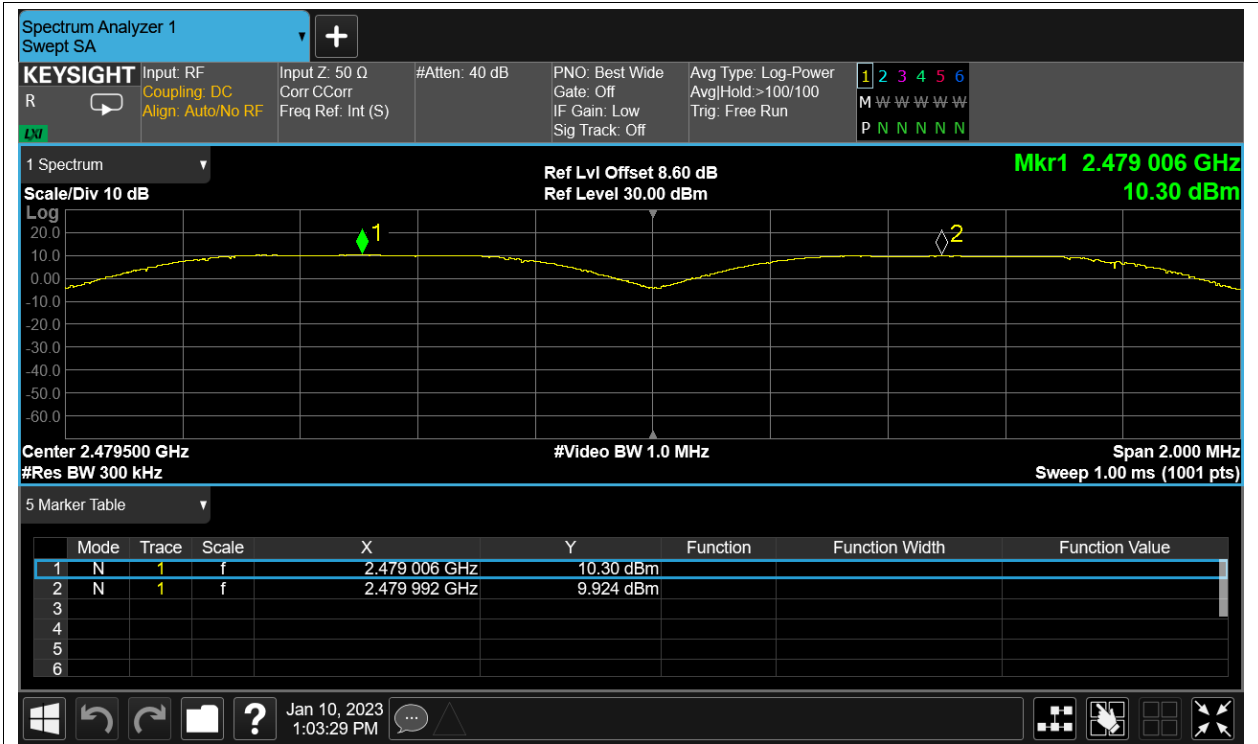 Spectrum Analyzer 1
Swept SA
KEYSIGHT Input: RF Input Z: 50 Ω #Atten: 40 dB PNO: Best Wide Avg Type: Log-Power 1 2 3 4 5 6
R Coupling: DC Corr CCorr Gate: Off Avg|Hold:>100/100 M W W W W W
Align: Auto/No RF Freq Ref: Int (S) IF Gain: Low Trig: Free Run
LXI Sig Track: Off P N N N N N
1 Spectrum Ref Lvl Offset 8.60 dB Mkr1 2.479 006 GHz
Scale/Div 10 dB Ref Level 30.00 dBm 10.30 dBm
Log
20.0 1 2
10.0
0.00
-10.0
-20.0
-30.0
-40.0
-50.0
-60.0
Center 2.479500 GHz #Video BW 1.0 MHz Span 2.000 MHz
#Res BW 300 kHz Sweep 1.00 ms (1001 pts)
5 Marker Table
Mode Trace Scale X Y Function Function Width Function Value
1 N 1 f 2.479 006 GHz 10.30 dBm
2 N 1 f 2.479 992 GHz 9.924 dBm
3
4
5
6
? Jan 10, 2023
1:03:29 PM